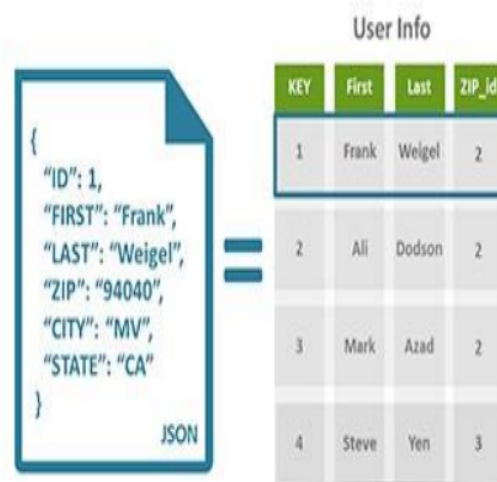 User Info
{
"ID": 1,
"FIRST": "Frank",
"LAST": "Weigel",
"ZIP": "94040",
"CITY": "MV",
"STATE": "CA"
}
JSON
=
KEY First Last ZIP_id
1 Frank Weigel 2
2 Ali Dodson 2
3 Mark Azad 2
4 Steve Yen 3